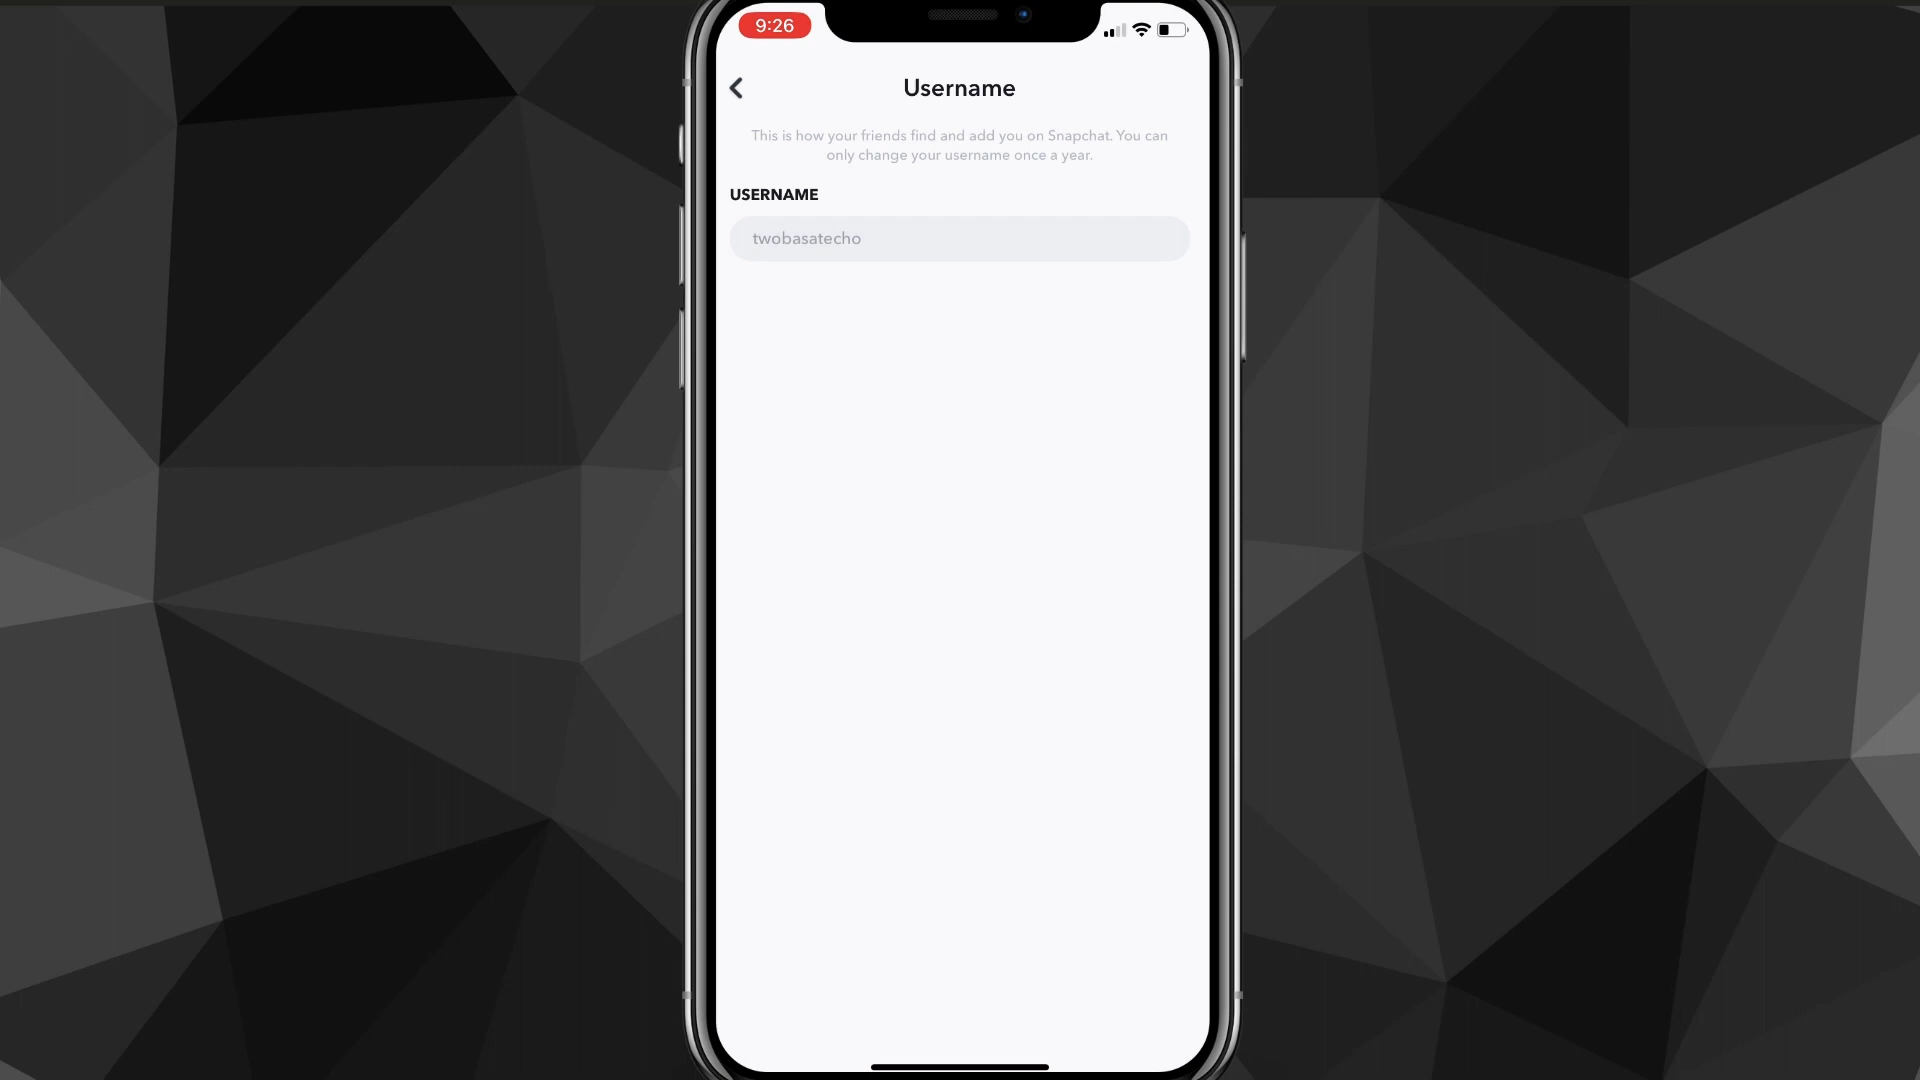 9:26
Username
This is how your friends find and add you on Snapchat. You can
only change your username once a year.
USERNAME
twobasatecho